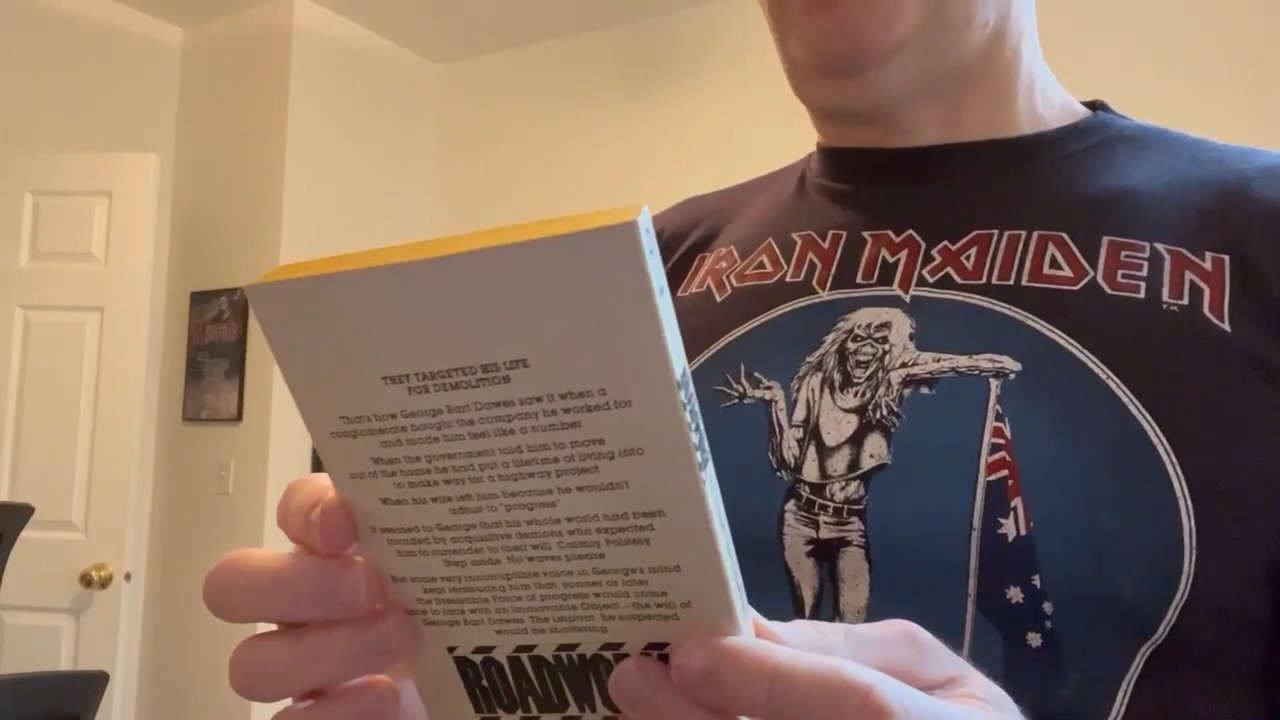 IRON MAIDEN
TM
THEY TARGETED HIS LIFE
FOR DEMOLITION
That's how George Bart Dawes saw it when a
conglomerate bought the company he worked for
and made him feel like a number
When the government told him to move
out of the home he had put a lifetime of living into
to make way for a highway project
When his wife left him because he wouldn't
adjust to "progress"
It seemed to George that his whole world had been
invaded by acquisitive demons who expected
him to surrender to their will. Calmly. Politely
Step aside. No waves please
But some very incorruptible voice in George's mind
kept reassuring him that, sooner or later,
the Irresistible Force of progress would come
face to face with an Immovable Object—the will of
George Bart Dawes. The impact, he suspected
would be shattering
ROADWO